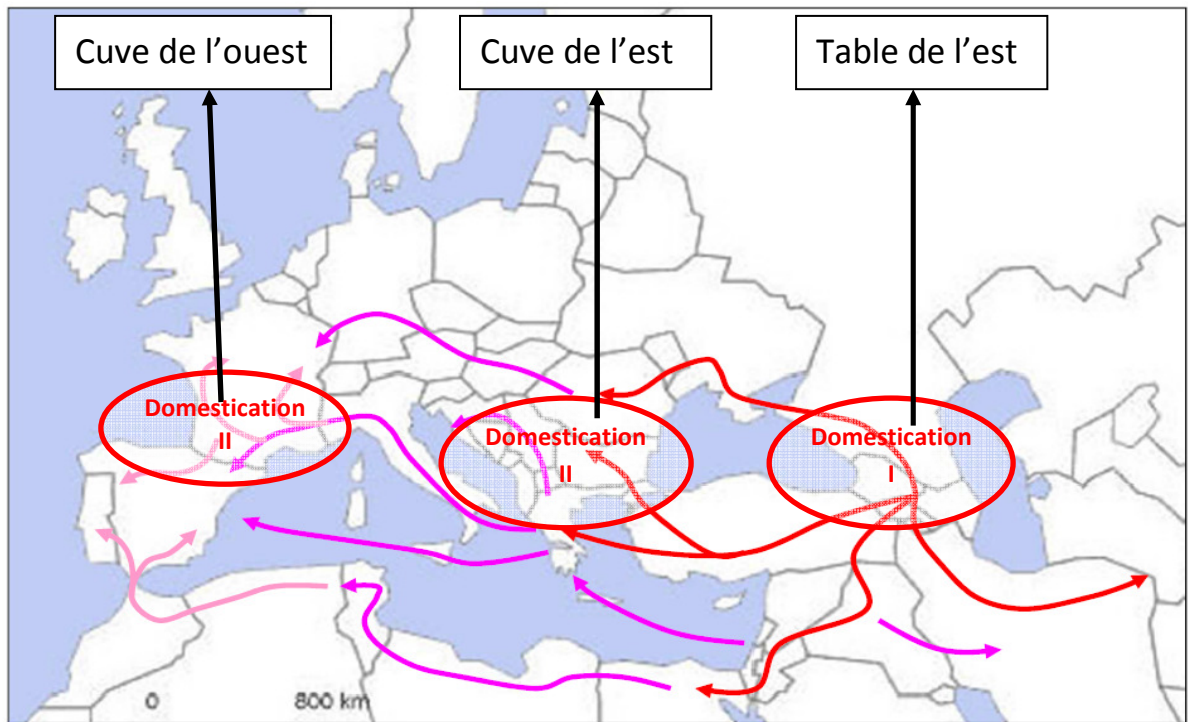 Cuve de l’ouest
Cuve de l’est
Table de l’est
Domestication
II
Domestication
II
Domestication
I
0 800 km